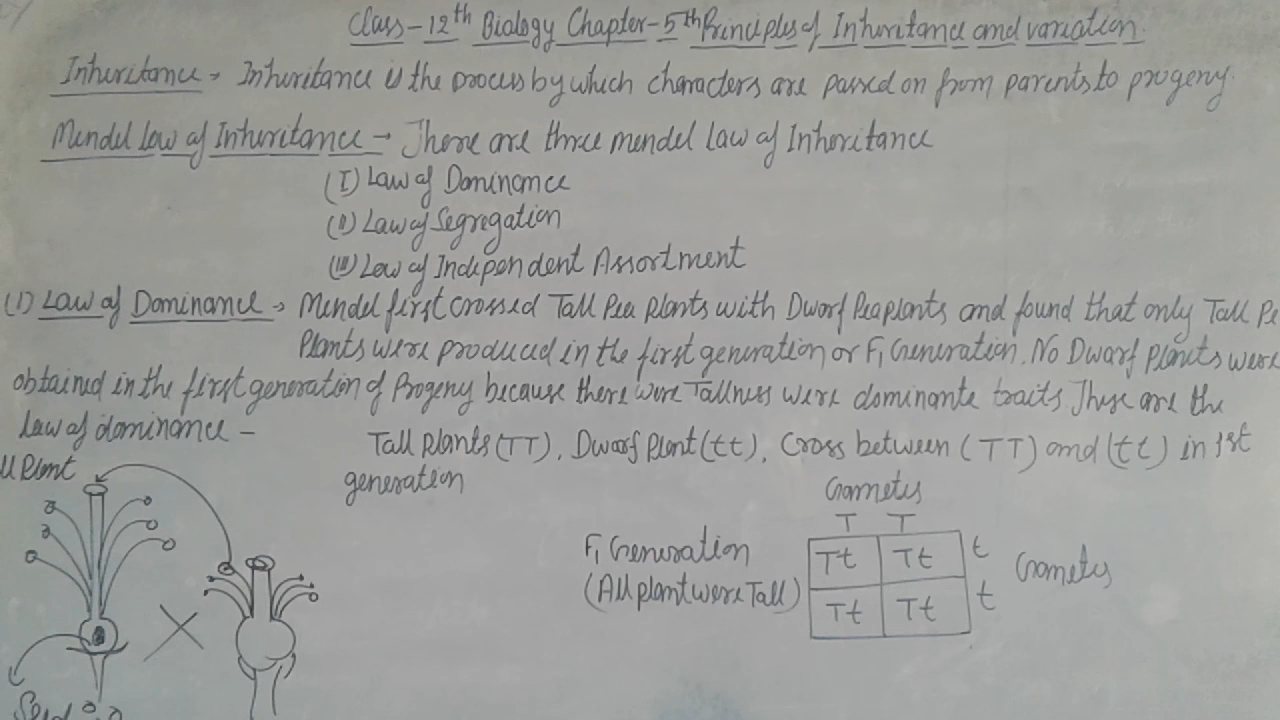 Class-12th Biology Chapter-5th Principles of Inheritance and variation
Inheritance → Inheritance is the process by which characters are passed on from parents to progeny.
Mendel Law of Inheritance → There are three mendel law of Inheritance
(I) Law of Dominance
(II) Law of Segregation
(III) Law of Independent Assortment
(I) Law of Dominance → Mendel first crossed Tall Pea Plants with Dwarf Pea plants and found that only Tall Pe
Plants were produced in the first generation or F1 Generation. No Dwarf plants were
obtained in the first generation of Progeny because there were Tallness were dominante traits These are the
law of dominance -
Tall plants (TT), Dwarf Plant (tt), Cross between (TT) and (tt) in 1st
generation
ll Plant
Gametes
T T
F1 Generation
(All plant were Tall)
Tt Tt t
Tt Tt t
Gametes
Seed